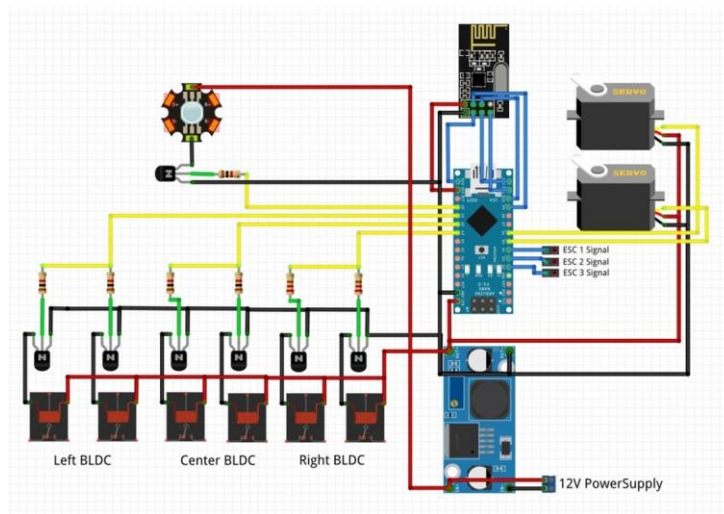 SERVO
SERVO
N
ESC 1 Signal
ESC 2 Signal
ESC 3 Signal
N
N
N
N
N
N
Left BLDC
Center BLDC
Right BLDC
12V PowerSupply